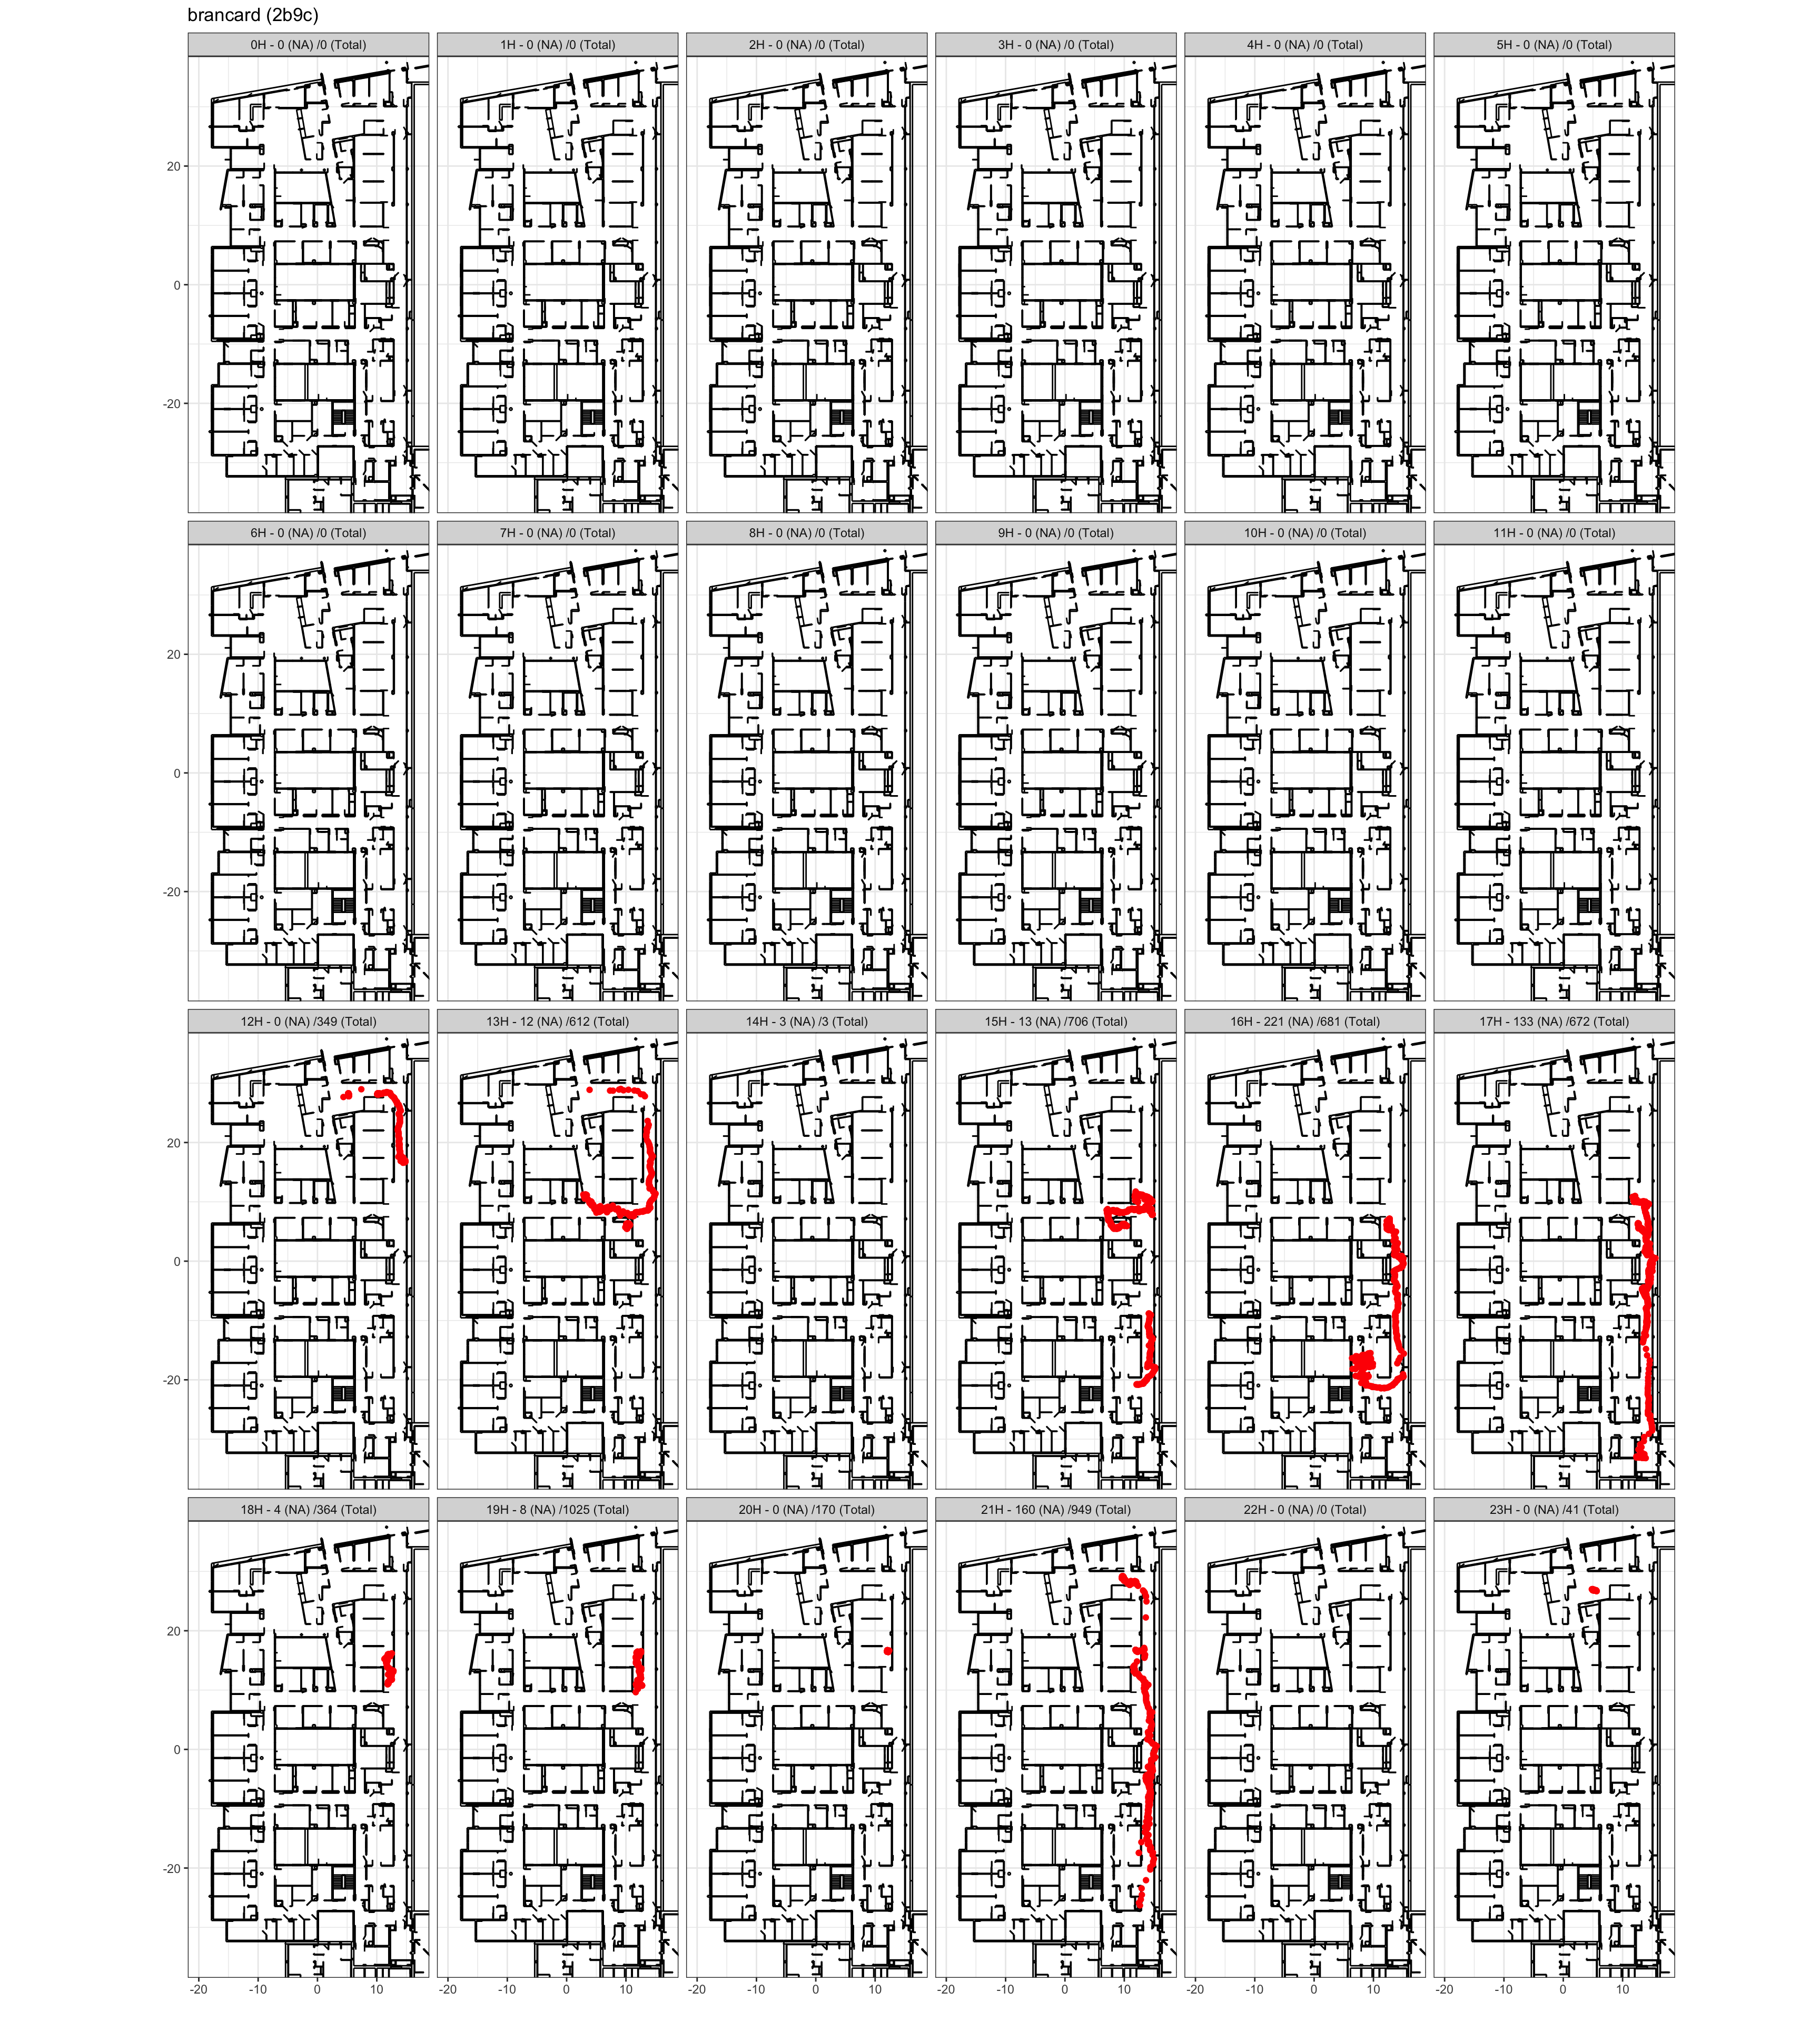 brancard (2b9c)
0H - 0 (NA) /0 (Total) 1H - 0 (NA) /0 (Total) 2H - 0 (NA) /0 (Total) 3H - 0 (NA) /0 (Total) 4H - 0 (NA) /0 (Total) 5H - 0 (NA) /0 (Total)
20
0
-20
6H - 0 (NA) /0 (Total) 7H - 0 (NA) /0 (Total) 8H - 0 (NA) /0 (Total) 9H - 0 (NA) /0 (Total) 10H - 0 (NA) /0 (Total) 11H - 0 (NA) /0 (Total)
20
0
-20
12H - 0 (NA) /349 (Total) 13H - 12 (NA) /612 (Total) 14H - 3 (NA) /3 (Total) 15H - 13 (NA) /706 (Total) 16H - 221 (NA) /681 (Total) 17H - 133 (NA) /672 (Total)
20
0
-20
18H - 4 (NA) /364 (Total) 19H - 8 (NA) /1025 (Total) 20H - 0 (NA) /170 (Total) 21H - 160 (NA) /949 (Total) 22H - 0 (NA) /0 (Total) 23H - 0 (NA) /41 (Total)
20
0
-20
-20 -10 0 10 -20 -10 0 10 -20 -10 0 10 -20 -10 0 10 -20 -10 0 10 -20 -10 0 10